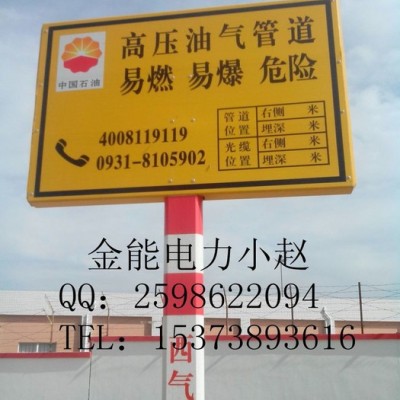 高压油气管道
易燃 易爆 危险
中国石油
4008119119
0931-8105902
管道位置 右侧 米
埋深 米
光缆位置 右侧 米
埋深 米
金能电力小赵
QQ：2598622094
TEL：15373893616
西气